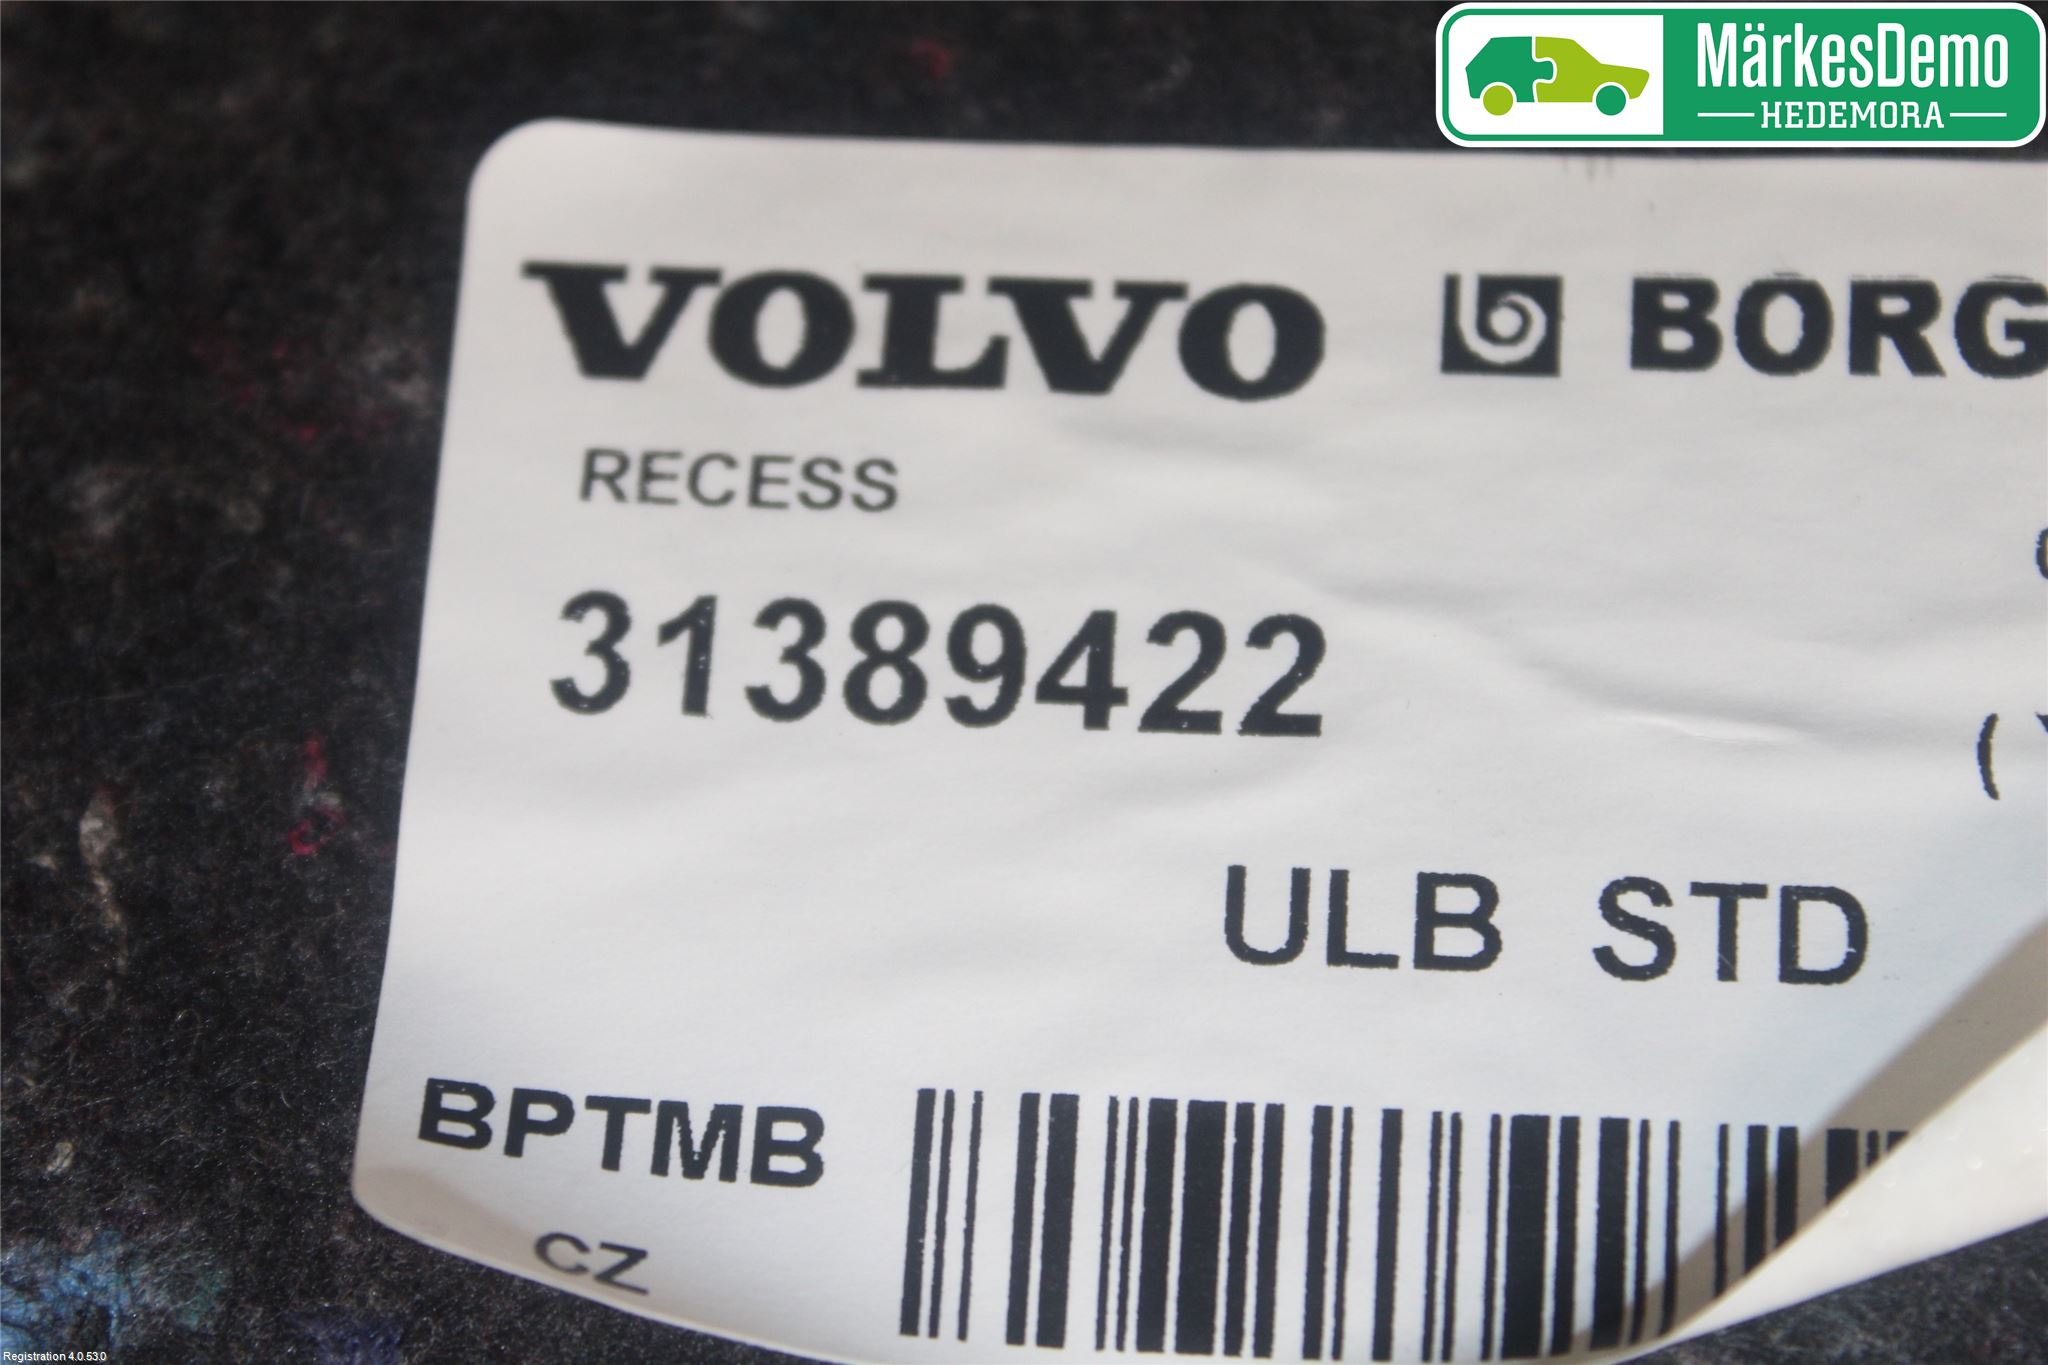 MärkesDemo
HEDEMORA
VOLVO BORG
RECESS
31389422
(
ULB STD
BPTMB
CZ
Registration 4.0.53.0